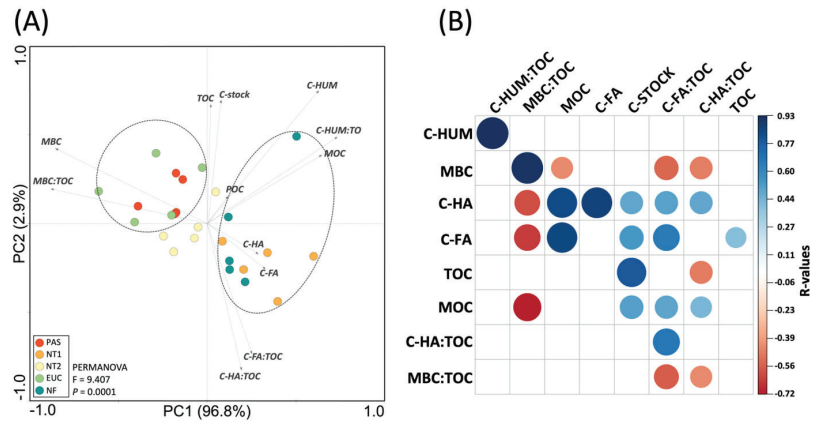 (A)
(B)
1.0
C-HUM
TOC
C-stock
C-HUM:TO
MOC
MBC
MBC:TOC
POC
C-HA
C-FA
C-FA:TOC
C-HA:TOC
PC2 (2.9%)
PAS
NT1
NT2
EUC
NF
PERMANOVA
F = 9.407
P = 0.0001
-1.0
-1.0
PC1 (96.8%)
1.0
C-HUM:TOC
MBC:TOC
MOC
C-FA
C-STOCK
C-FA:TOC
C-HA:TOC
TOC
C-HUM
MBC
C-HA
C-FA
TOC
MOC
C-HA:TOC
MBC:TOC
0.93
0.77
0.60
0.44
0.27
0.11
-0.06
-0.23
-0.39
-0.56
-0.72
R-values